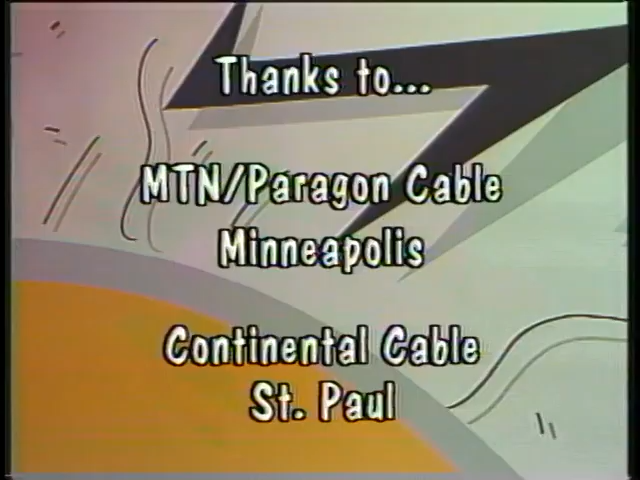 Thanks to...
MTN/Paragon Cable
Minneapolis
Continental Cable
St. Paul